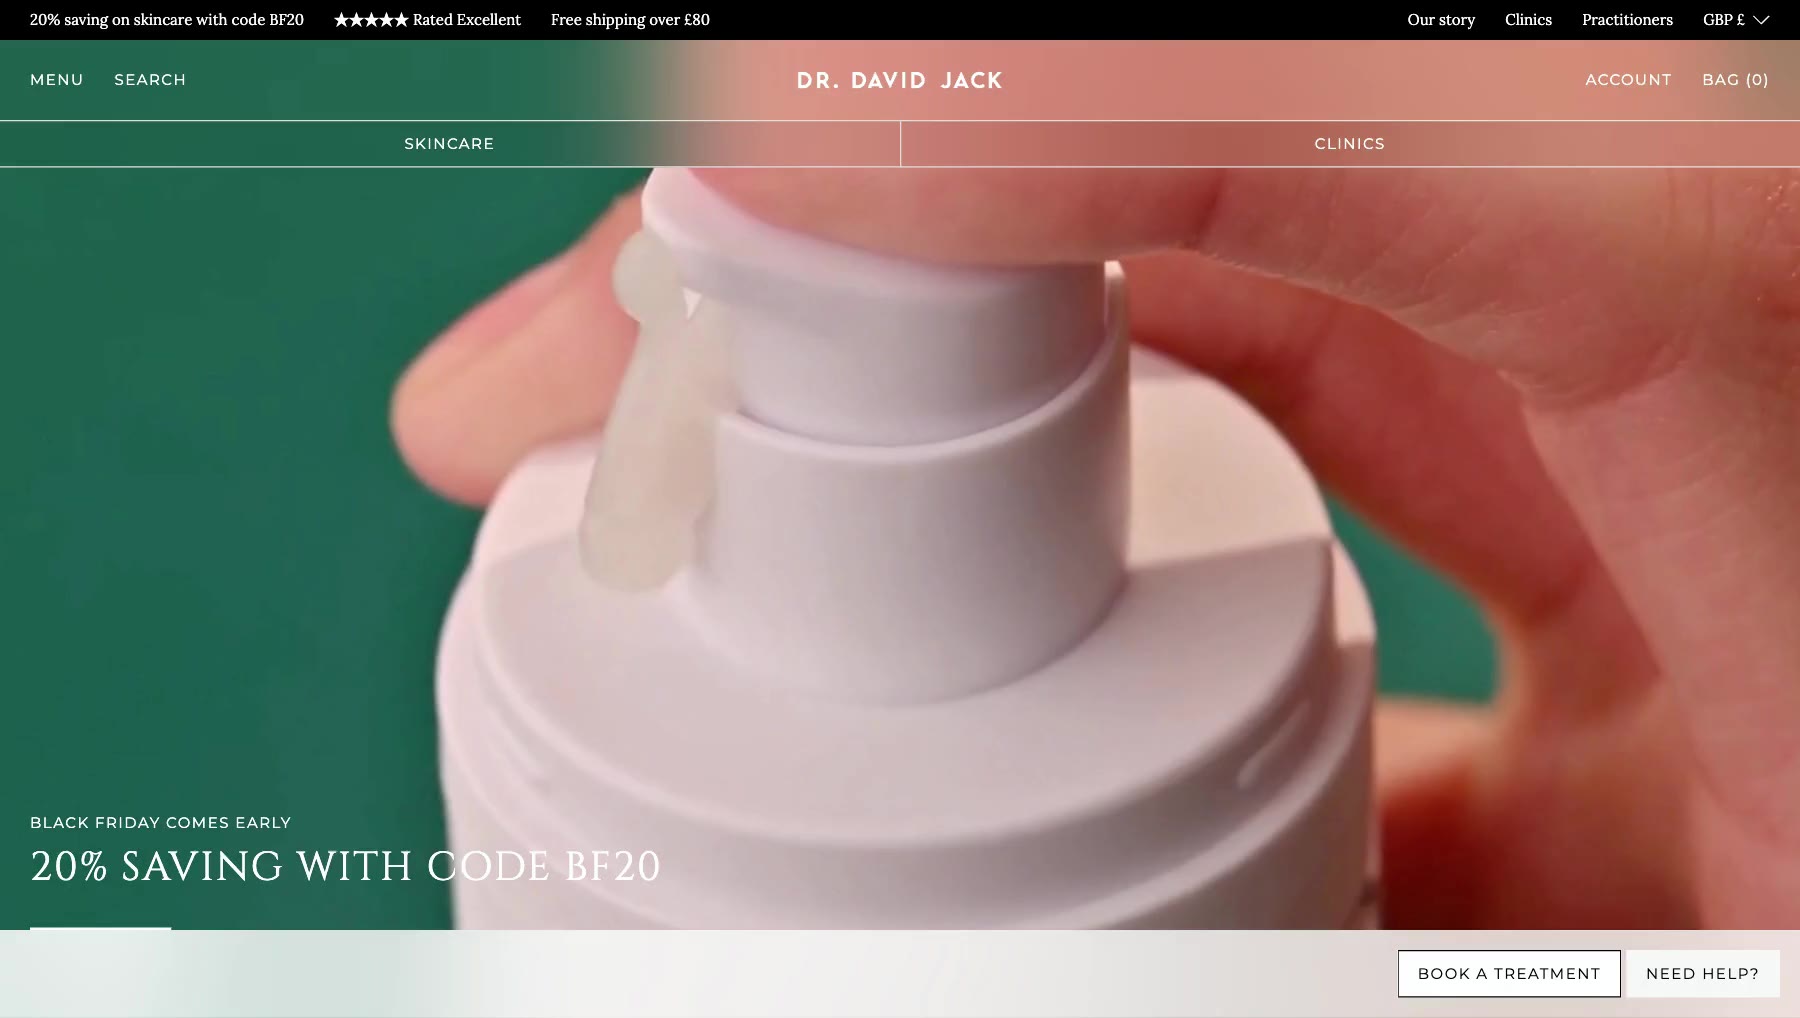 20% saving on skincare with code BF20
★★★★★ Rated Excellent
Free shipping over £80
Our story
Clinics
Practitioners
GBP £
MENU
SEARCH
DR. DAVID JACK
ACCOUNT
BAG (0)
SKINCARE
CLINICS
BLACK FRIDAY COMES EARLY
20% SAVING WITH CODE BF20
BOOK A TREATMENT
NEED HELP?